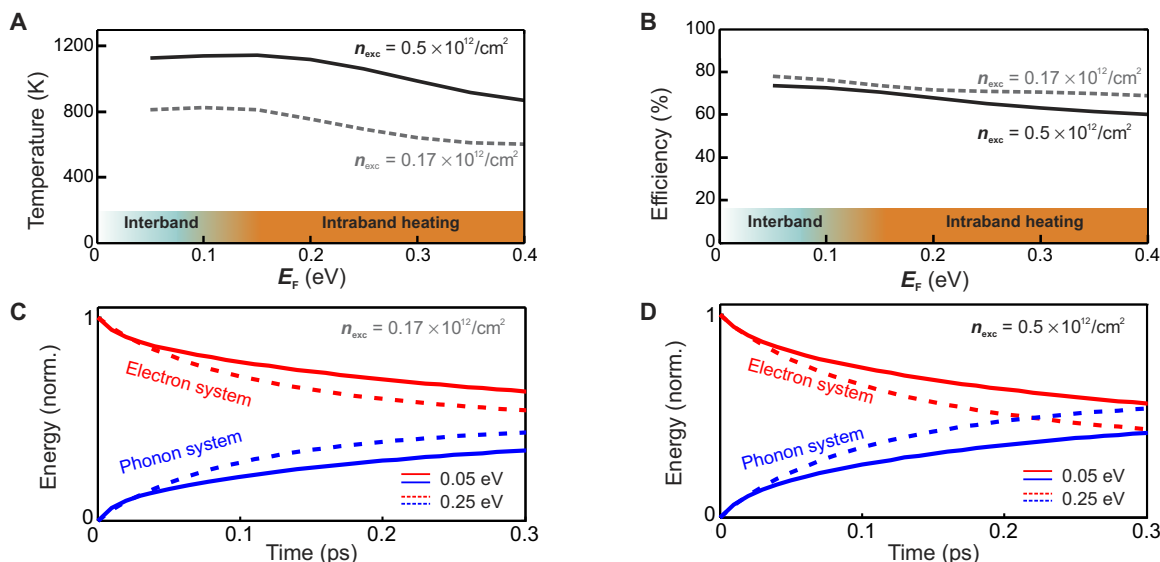 A
1200
800
400
0
Temperature (K)
n_exc = 0.5 × 10^12/cm^2
n_exc = 0.17 × 10^12/cm^2
Interband
Intraband heating
0
0.1
0.2
0.3
0.4
E_F (eV)
B
100
80
60
40
20
0
Efficiency (%)
n_exc = 0.17 × 10^12/cm^2
n_exc = 0.5 × 10^12/cm^2
Interband
Intraband heating
0
0.1
0.2
0.3
0.4
E_F (eV)
C
1
0
Energy (norm.)
n_exc = 0.17 × 10^12/cm^2
Electron system
Phonon system
0.05 eV
0.25 eV
0
0.1
0.2
0.3
Time (ps)
D
1
0
Energy (norm.)
n_exc = 0.5 × 10^12/cm^2
Electron system
Phonon system
0.05 eV
0.25 eV
0
0.1
0.2
0.3
Time (ps)